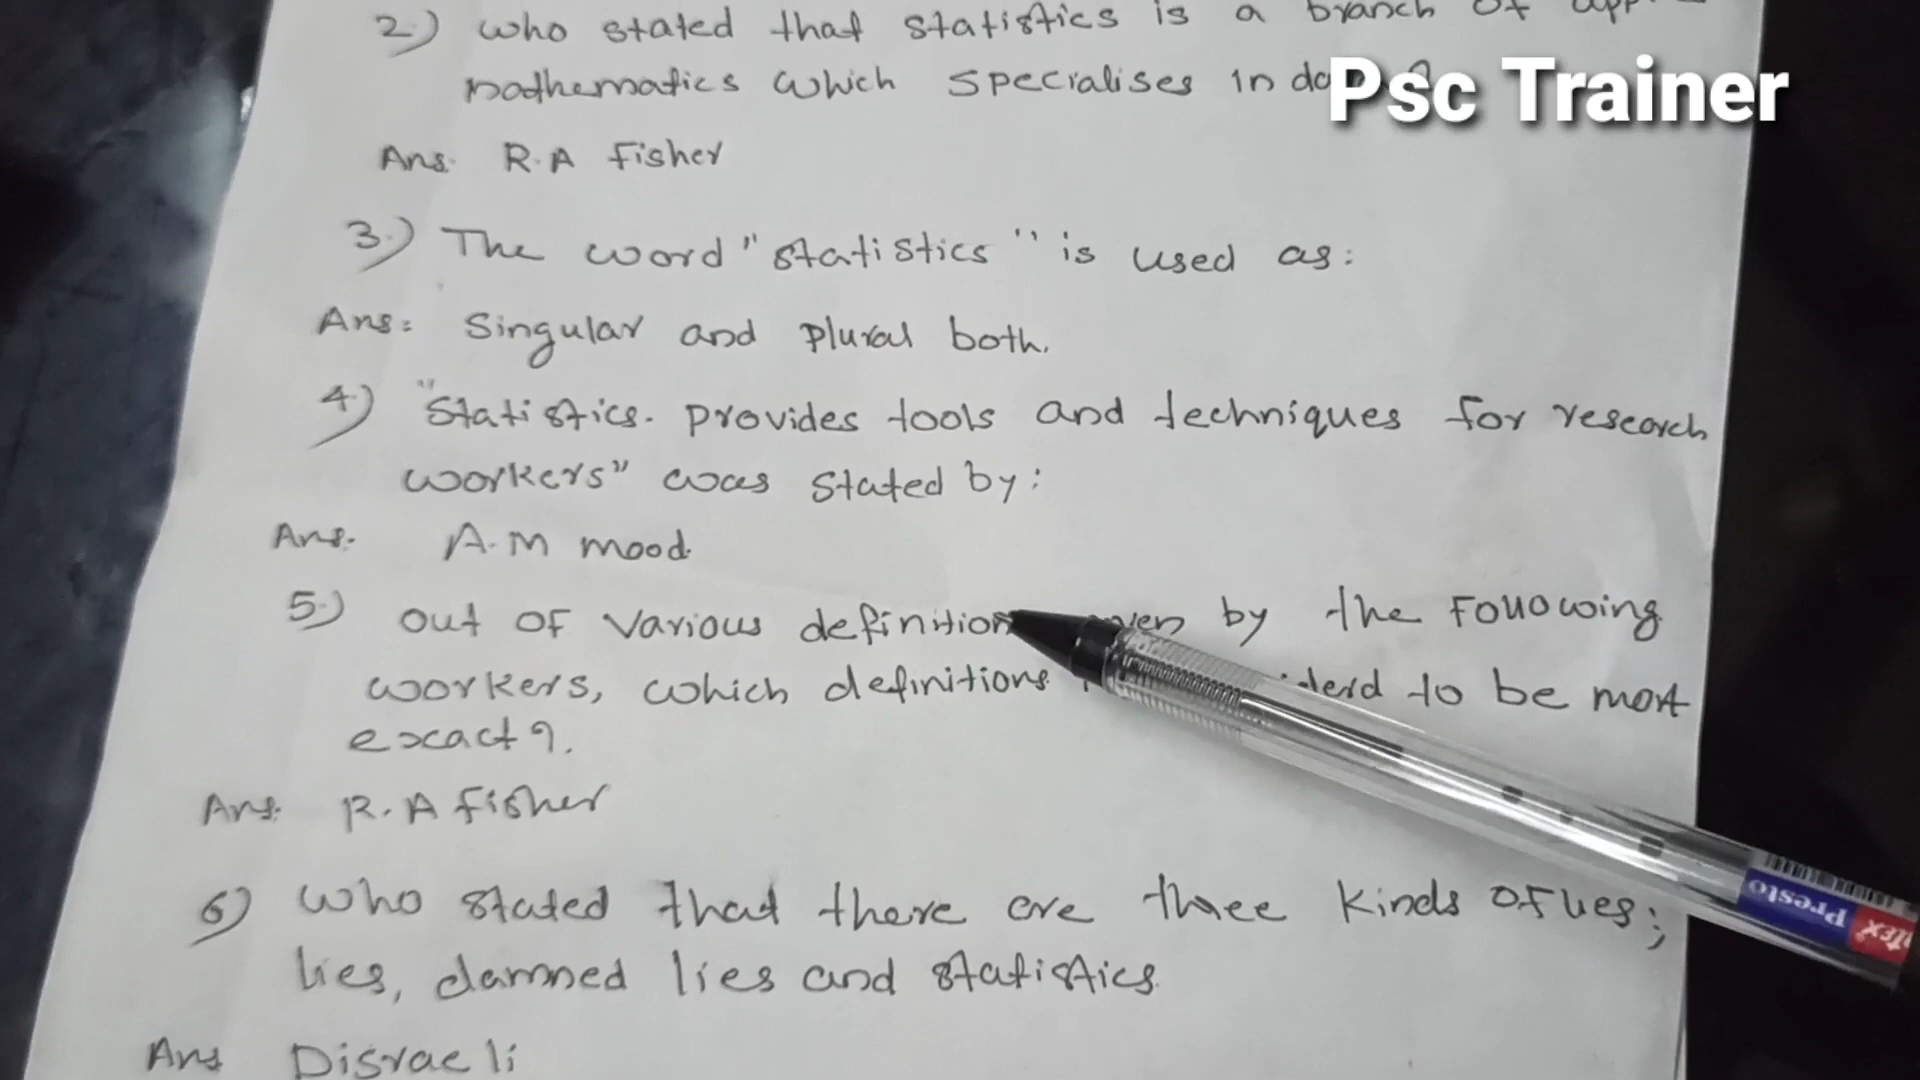 2.) who stated that statistics is a branch of
mathematics which specialises in
Psc Trainer
Ans. R.A fisher
3.) The word "statistics" is used as:
Ans: Singular and plural both.
4) "Statistics. provides tools and techniques for research
workers" was stated by:
Ans. A.M mood.
5.) out of various definition by the Following
workers, which definitions to be most
exact?.
Ans. R.A fisher
6) who stated that there are three kinds of lies;
lies, damned lies and statistics.
Ans Disraeli
Presto